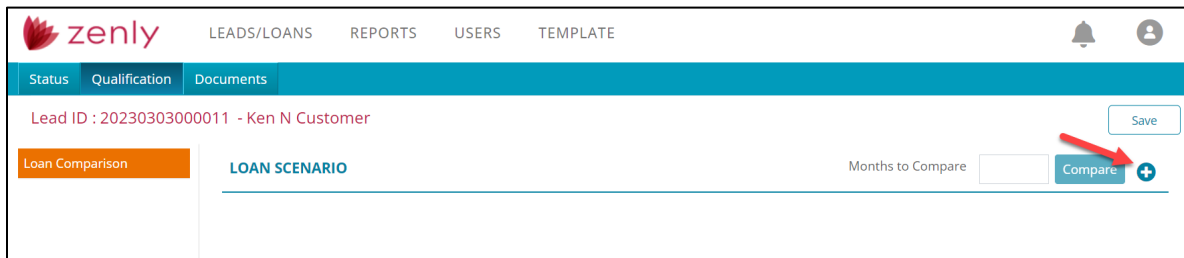 zenly LEADS/LOANS REPORTS USERS TEMPLATE
Status Qualification Documents
Lead ID : 20230303000011 - Ken N Customer Save
Loan Comparison LOAN SCENARIO Months to Compare Compare